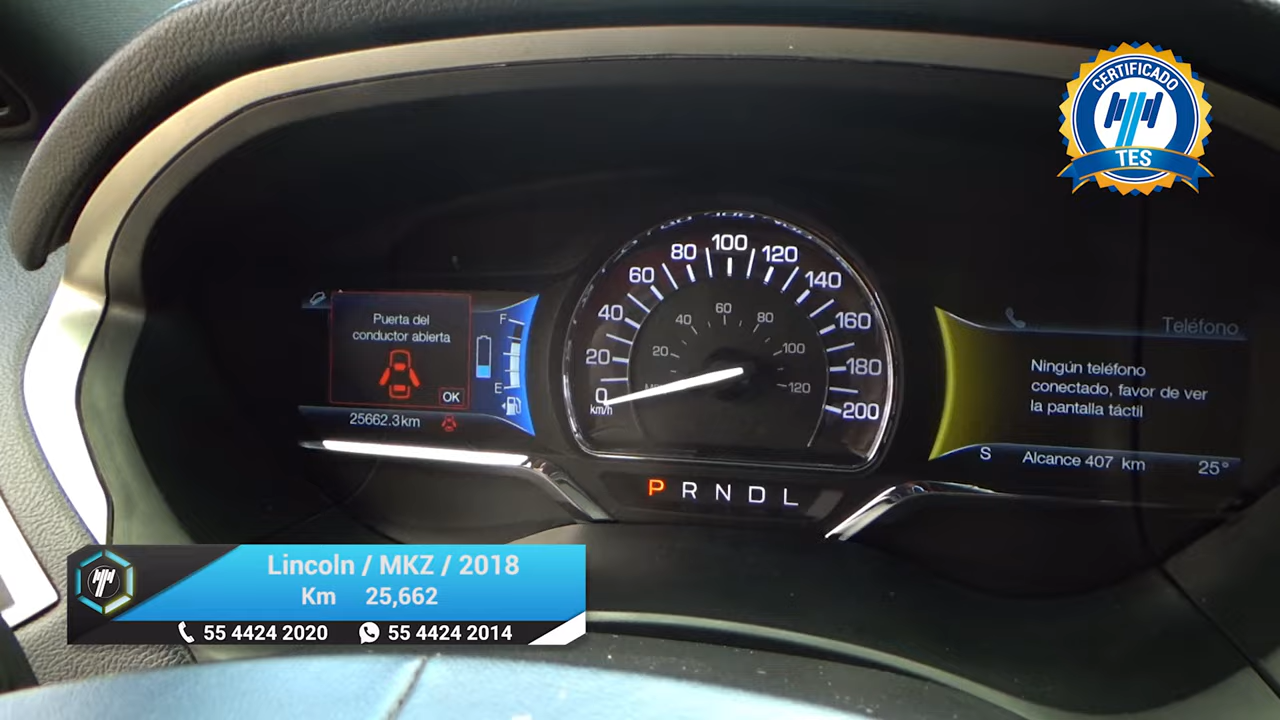 CERTIFICADO
TES
Puerta del
conductor abierta
OK
F
E
25662.3km
0
20
40
60
80
100
120
140
160
180
200
km/h
20
40
60
80
100
120
P R N D L
Teléfono
Ningún teléfono
conectado, favor de ver
la pantalla táctil
S Alcance 407 km 25°
Lincoln / MKZ / 2018
Km 25,662
55 4424 2020 55 4424 2014